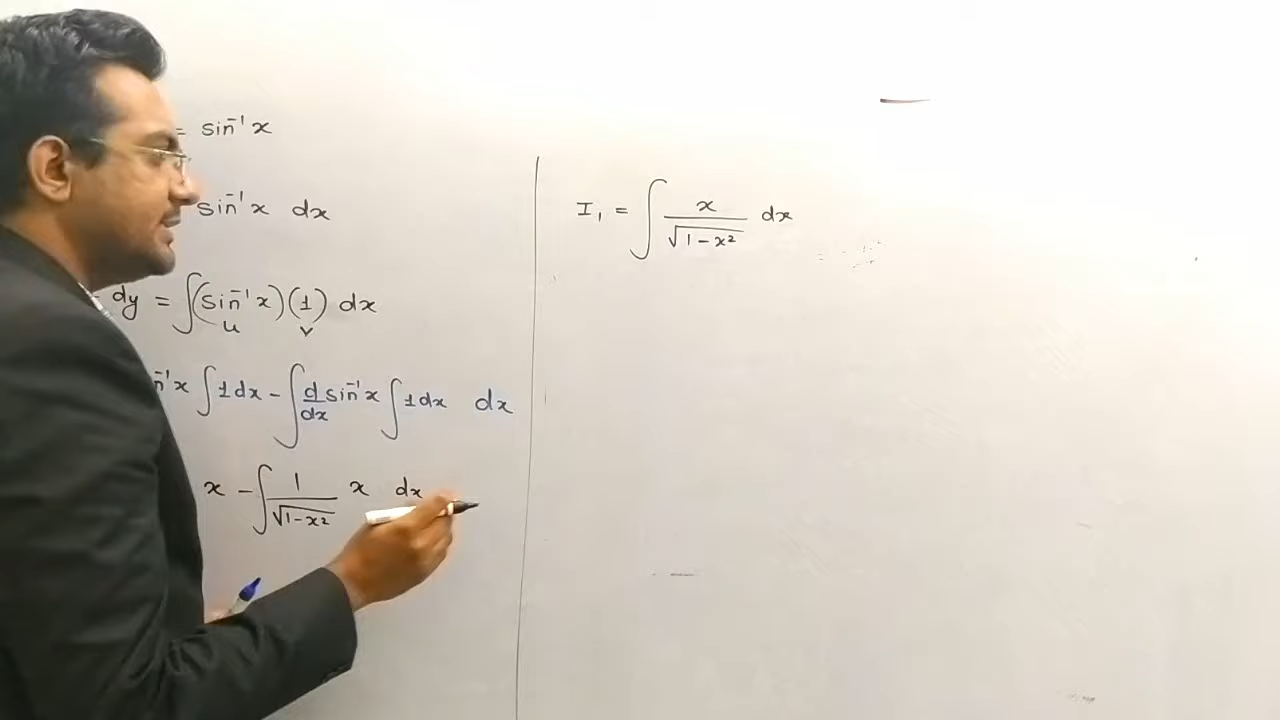 = sin⁻¹x
sin⁻¹x dx
dy = ∫(sin⁻¹x)(1) dx
u v
n⁻¹x ∫1dx - ∫ d/dx sin⁻¹x ∫1dx dx
x - ∫ 1/√1-x² x dx
I₁ = ∫ x/√1-x² dx